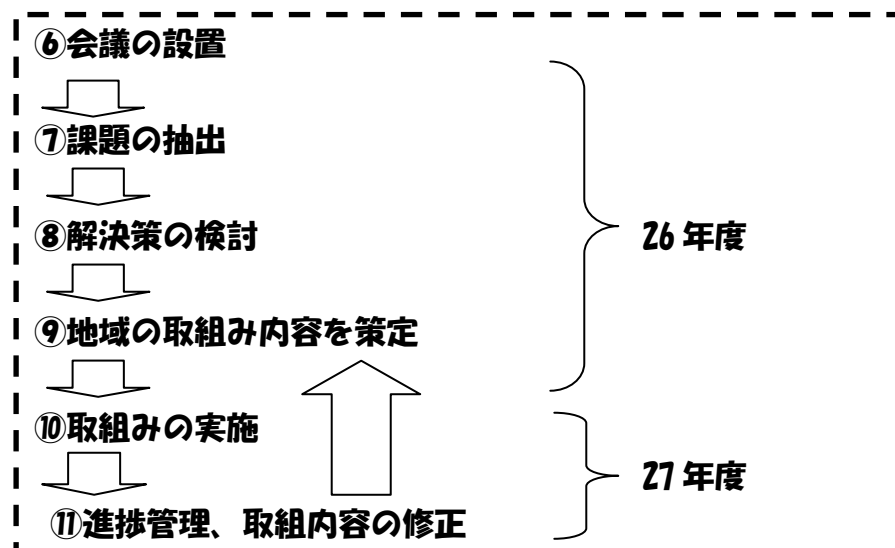 ⑥会議の設置
⑦課題の抽出
⑧解決策の検討
26年度
⑨地域の取組み内容を策定
⑩取組みの実施
27年度
⑪進捗管理、取組内容の修正